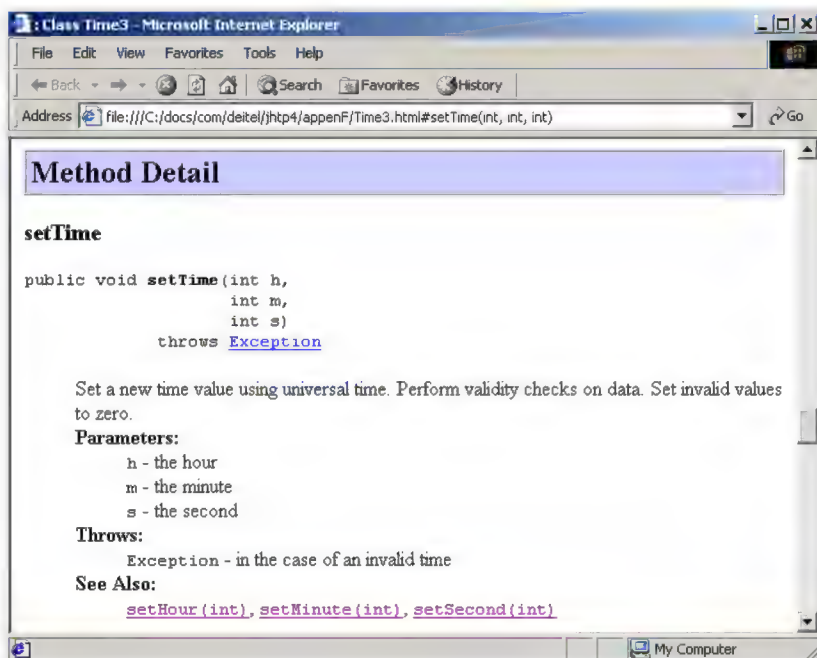 : Class Time3 - Microsoft Internet Explorer
File Edit View Favorites Tools Help
Back Search Favorites History
Address file:///C:/docs/com/deitel/jhtp4/appenF/Time3.html#setTime(int, int, int) Go
Method Detail
setTime
public void setTime(int h,
int m,
int s)
throws Exception
Set a new time value using universal time. Perform validity checks on data. Set invalid values
to zero.
Parameters:
h - the hour
m - the minute
s - the second
Throws:
Exception - in the case of an invalid time
See Also:
setHour(int), setMinute(int), setSecond(int)
My Computer